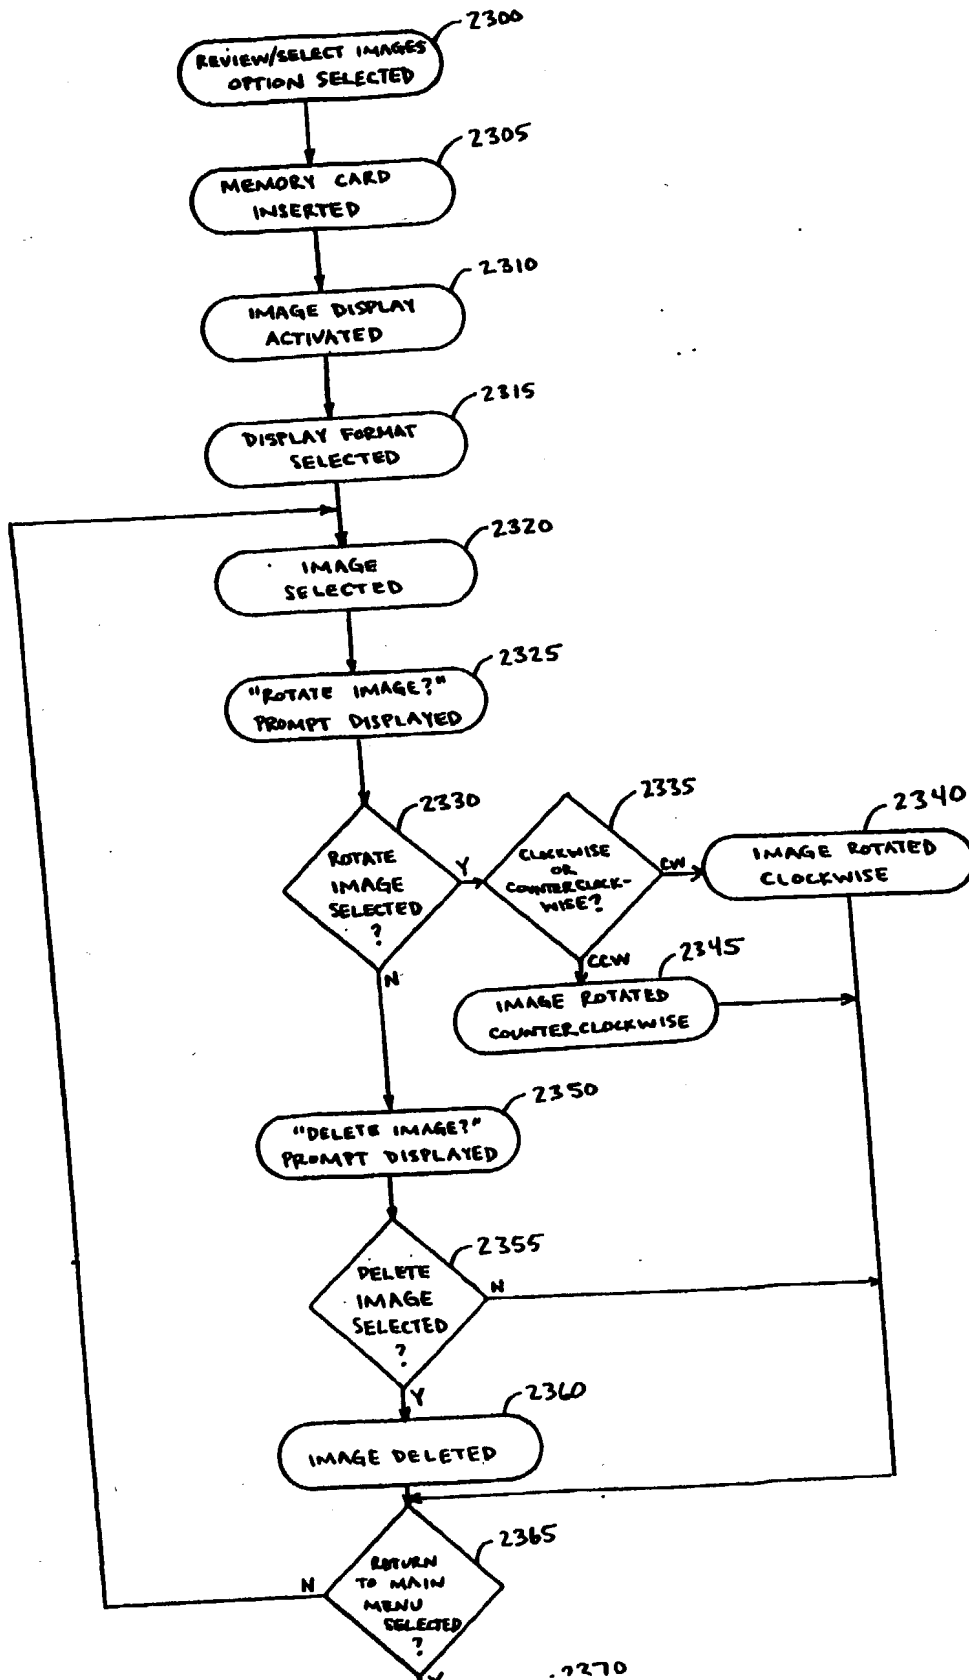 2300
REVIEW/SELECT IMAGES
OPTION SELECTED
2305
MEMORY CARD
INSERTED
2310
IMAGE DISPLAY
ACTIVATED
2315
DISPLAY FORMAT
SELECTED
2320
IMAGE
SELECTED
2325
"ROTATE IMAGE?"
PROMPT DISPLAYED
2330
ROTATE
IMAGE
SELECTED
?
Y
N
2335
CLOCKWISE
OR
COUNTERCLOCK-
WISE?
CW
CCW
2340
IMAGE ROTATED
CLOCKWISE
2345
IMAGE ROTATED
COUNTERCLOCKWISE
2350
"DELETE IMAGE?"
PROMPT DISPLAYED
2355
DELETE
IMAGE
SELECTED
?
N
Y
2360
IMAGE DELETED
2365
RETURN
TO MAIN
MENU
SELECTED
?
N
Y
2370